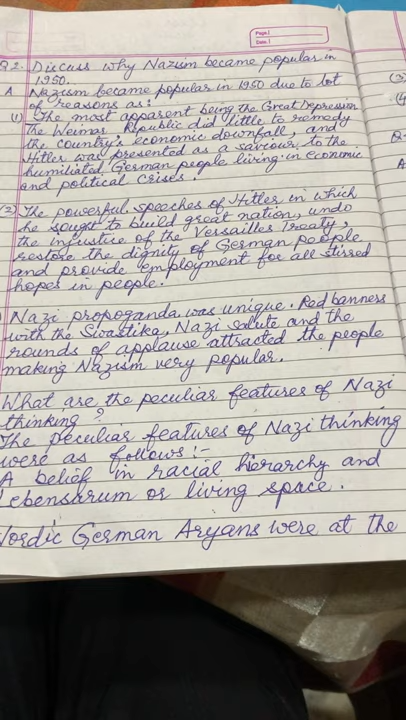 Page:
Date:
Q2. Discuss why Nazism became popular in
1950.
A Nazism became popular in 1950 due to lot
of reasons as:
(1) The most apparent being the Great Depression
the Weimar Republic did little to remedy
the country's economic downfall, and
Hitler was presented as a saviour to the
humiliated German people living in economic
and political crises.
(2) The powerful speeches of Hitler in which
he sought to build great nation, undo
the injustice of the Versailles treaty,
restore the dignity of German people
and provide employment for all stirred
hopes in people.
Nazi propoganda was unique. Red banners
with the Swastika, Nazi salute and the
rounds of applause attracted the people
making Nazism very popular.
What are the peculiar features of Nazi
thinking?
The peculiar features of Nazi thinking
were as follows:-
A belief in racial hierarchy and
Lebensarum or living space.
Nordic German Aryans were at the